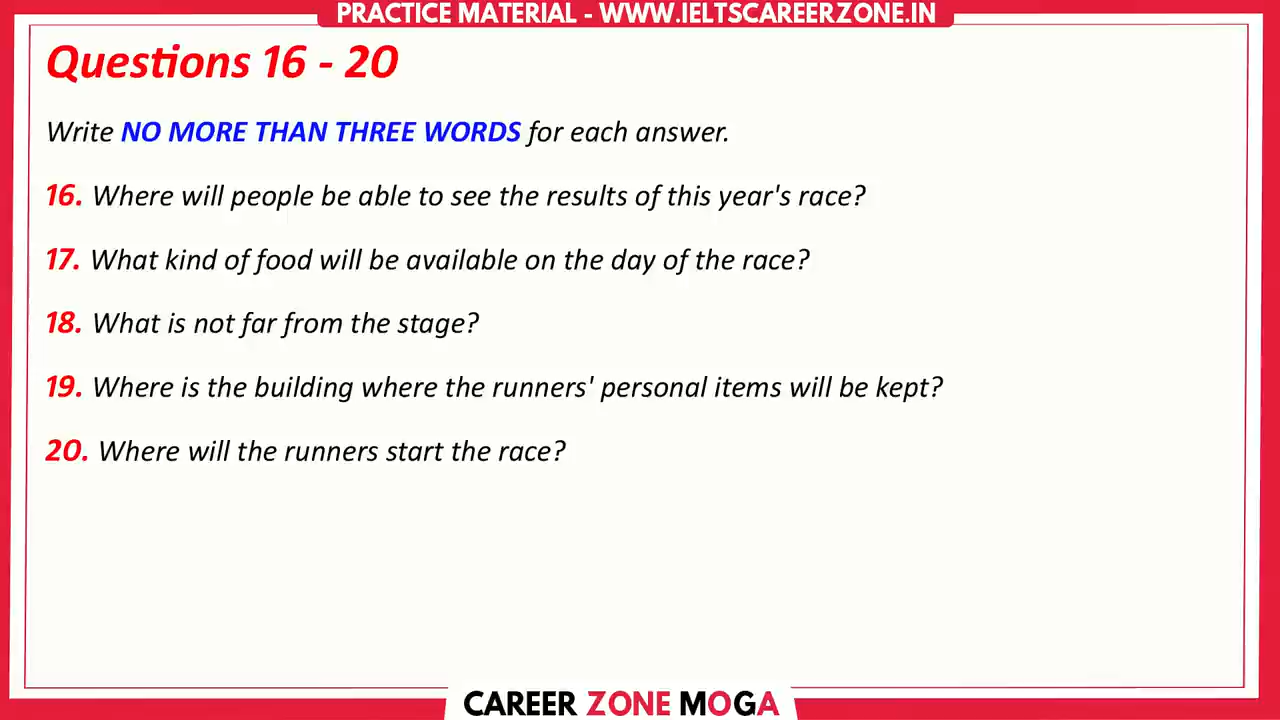 PRACTICE MATERIAL - WWW.IELTSCAREERZONE.IN
Questions 16 - 20
Write NO MORE THAN THREE WORDS for each answer.
16. Where will people be able to see the results of this year's race?
17. What kind of food will be available on the day of the race?
18. What is not far from the stage?
19. Where is the building where the runners' personal items will be kept?
20. Where will the runners start the race?
CAREER ZONE MOGA